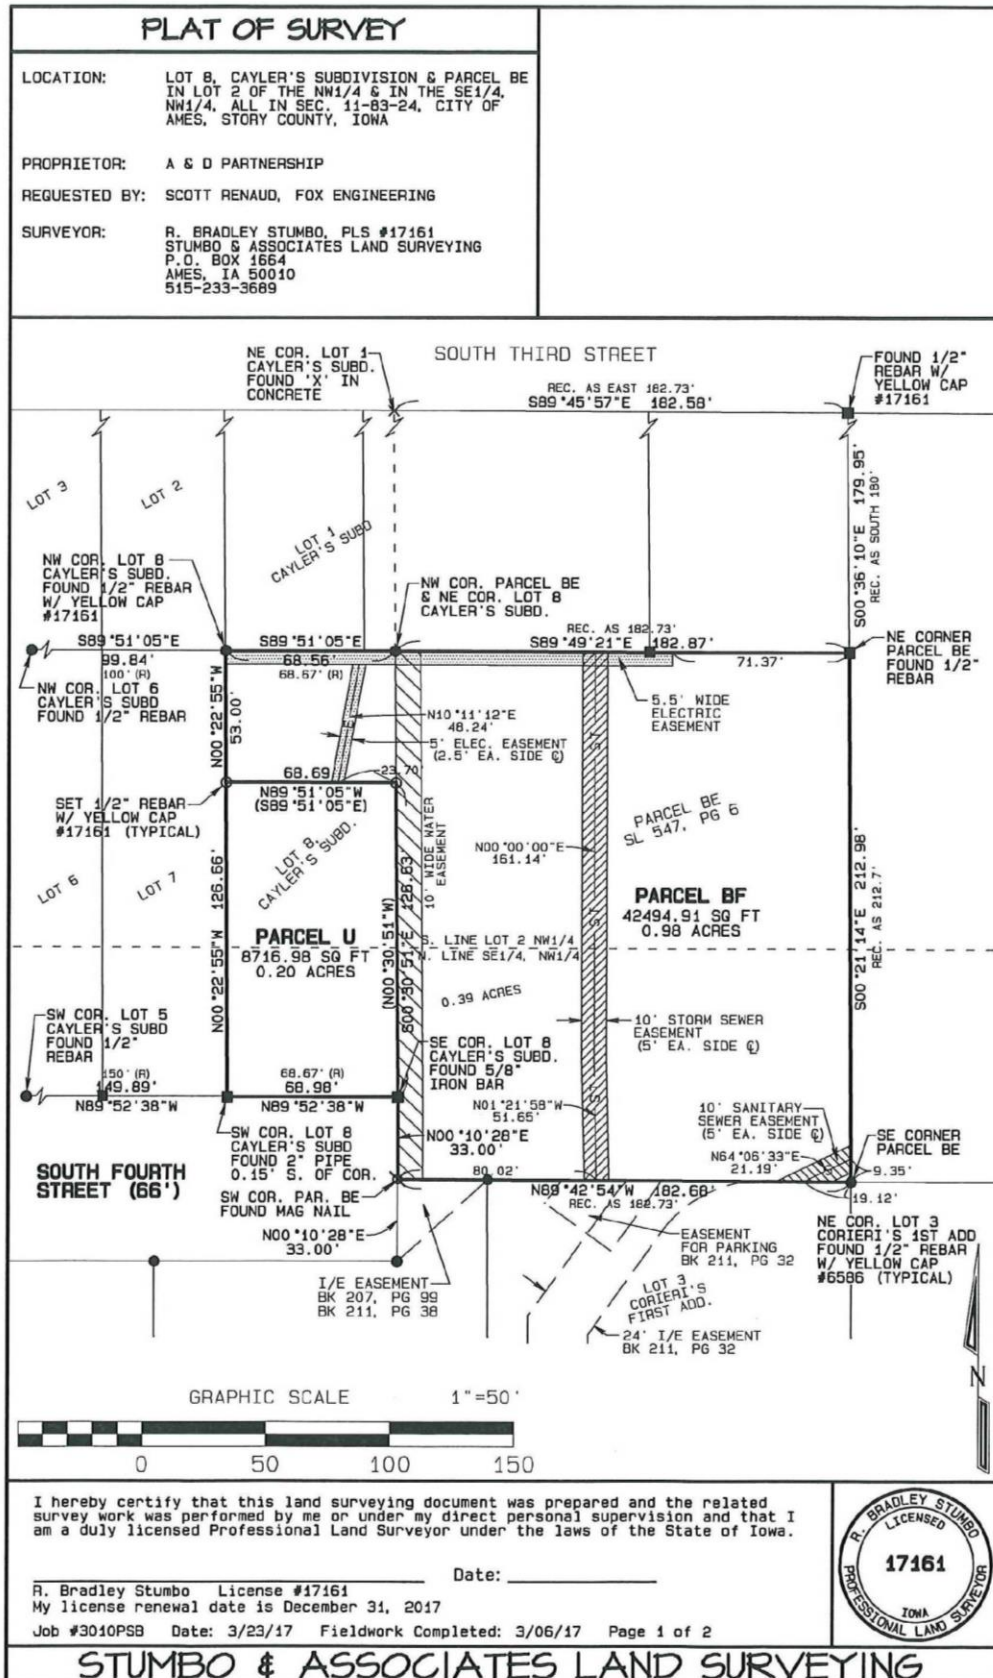 PLAT OF SURVEY
LOCATION: LOT 8, CAYLER'S SUBDIVISION & PARCEL BE
IN LOT 2 OF THE NW1/4 & IN THE SE1/4,
NW1/4, ALL IN SEC. 11-83-24, CITY OF
AMES, STORY COUNTY, IOWA
PROPRIETOR: A & D PARTNERSHIP
REQUESTED BY: SCOTT RENAUD, FOX ENGINEERING
SURVEYOR: R. BRADLEY STUMBO, PLS #17161
STUMBO & ASSOCIATES LAND SURVEYING
P.O. BOX 1664
AMES, IA 50010
515-233-3689
NE COR. LOT 1
CAYLER'S SUBD.
FOUND 'X' IN
CONCRETE
SOUTH THIRD STREET
REC. AS EAST 182.73'
S89°45'57"E 182.58'
FOUND 1/2"
REBAR W/
YELLOW CAP
#17161
LOT 3
LOT 2
LOT 1
CAYLER'S SUBD
S00°36'10"E 179.95'
REC. AS SOUTH 180'
NW COR. LOT 8
CAYLER'S SUBD.
FOUND 1/2" REBAR
W/ YELLOW CAP
#17161
NW COR. PARCEL BE
& NE COR. LOT 8
CAYLER'S SUBD.
S89°51'05"E
99.84'
100' (R)
S89°51'05"E
68.56'
68.67' (R)
REC. AS 182.73'
S89°49'21"E 182.87'
71.37'
NE CORNER
PARCEL BE
FOUND 1/2"
REBAR
NW COR. LOT 6
CAYLER'S SUBD
FOUND 1/2" REBAR
N00°22'55"W
53.00'
N10°11'12"E
48.24'
5' ELEC. EASEMENT
(2.5' EA. SIDE ℄)
5.5' WIDE
ELECTRIC
EASEMENT
SET 1/2" REBAR
W/ YELLOW CAP
#17161 (TYPICAL)
68.69
23.70'
N89°51'05"W
(S89°51'05"E)
LOT 8,
CAYLER'S SUBD.
10' WIDE WATER
EASEMENT
N00°00'00"E
161.14'
PARCEL BE
SL 547, PG 6
LOT 6
LOT 7
N00°22'55"W 126.66'
PARCEL U
8716.98 SQ FT
0.20 ACRES
(N00°30'51"W)
S00°30'51"E 126.63'
PARCEL BF
42494.91 SQ FT
0.98 ACRES
S00°21'14"E 212.98'
REC. AS 212.7'
S. LINE LOT 2 NW1/4
N. LINE SE1/4, NW1/4
0.39 ACRES
ST
ST
ST
SW COR. LOT 5
CAYLER'S SUBD
FOUND 1/2"
REBAR
10' STORM SEWER
EASEMENT
(5' EA. SIDE ℄)
SE COR. LOT 8
CAYLER'S SUBD.
FOUND 5/8"
IRON BAR
150' (R)
149.89'
N89°52'38"W
68.67' (R)
68.98'
N89°52'38"W
N01°21'58"W
51.65'
10' SANITARY
SEWER EASEMENT
(5' EA. SIDE ℄)
N64°06'33"E
21.19'
SE CORNER
PARCEL BE
9.35'
19.12'
SW COR. LOT 8
CAYLER'S SUBD
FOUND 2" PIPE
0.15' S. OF COR.
N00°10'28"E
33.00'
SOUTH FOURTH
STREET (66')
SW COR. PAR. BE
FOUND MAG NAIL
80.02'
N89°42'54"W 182.68'
REC. AS 182.73'
N00°10'28"E
33.00'
NE COR. LOT 3
CORIERI'S 1ST ADD
FOUND 1/2" REBAR
W/ YELLOW CAP
#6586 (TYPICAL)
EASEMENT
FOR PARKING
BK 211, PG 32
I/E EASEMENT
BK 207, PG 99
BK 211, PG 38
LOT 3
CORIERI'S
FIRST ADD.
24' I/E EASEMENT
BK 211, PG 32
GRAPHIC SCALE 1"=50'
0 50 100 150
N
I hereby certify that this land surveying document was prepared and the related
survey work was performed by me or under my direct personal supervision and that I
am a duly licensed Professional Land Surveyor under the laws of the State of Iowa.
Date:
R. Bradley Stumbo License #17161
My license renewal date is December 31, 2017
Job #3010PSB Date: 3/23/17 Fieldwork Completed: 3/06/17 Page 1 of 2
R. BRADLEY STUMBO
LICENSED
17161
IOWA
PROFESSIONAL LAND SURVEYOR
STUMBO & ASSOCIATES LAND SURVEYING